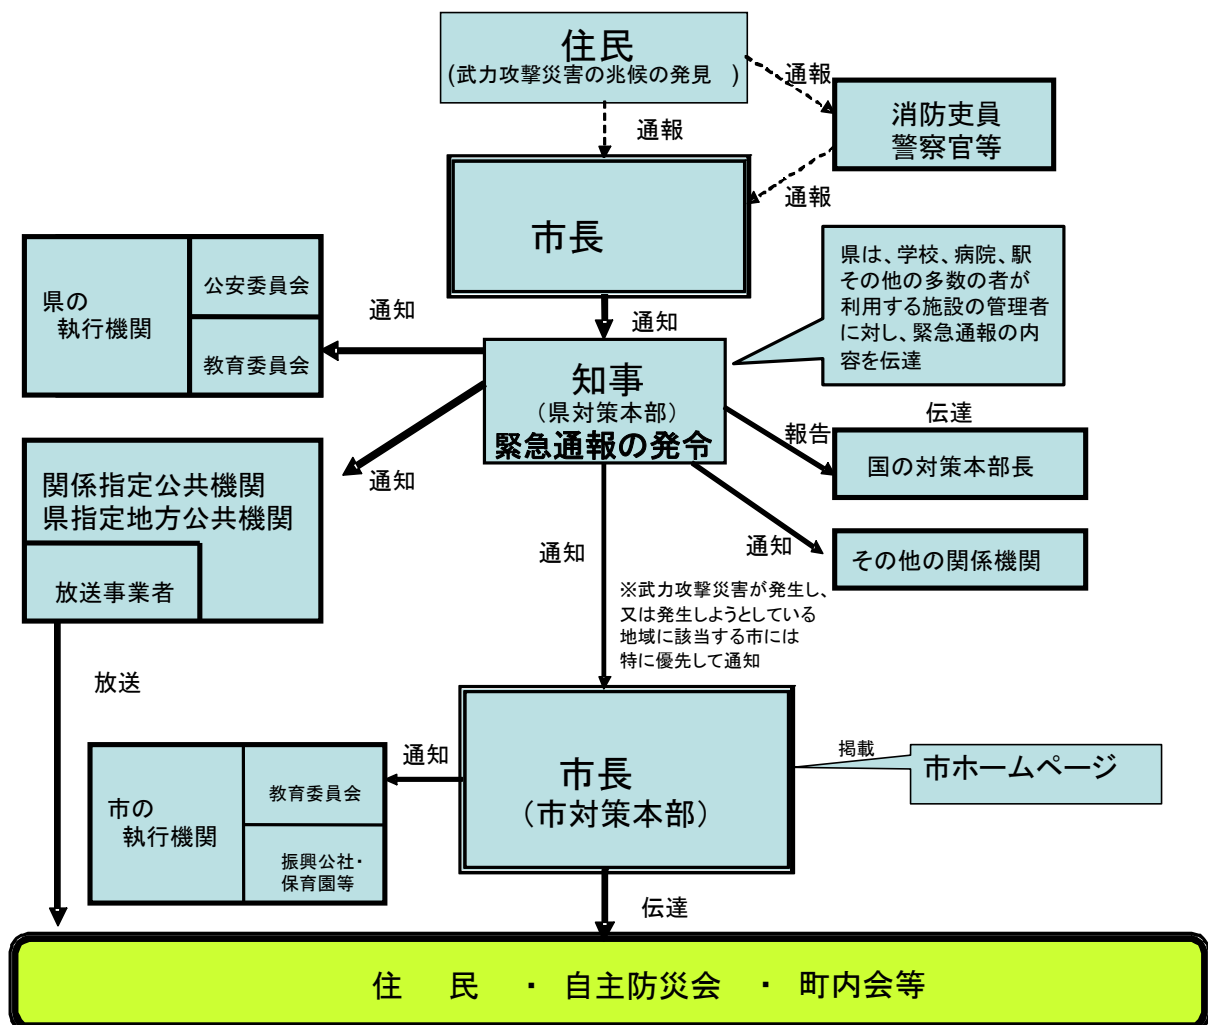 住民
(武力攻撃災害の兆候の発見 )
通報
消防吏員
警察官等
通報
通報
市長
県の
執行機関
公安委員会
教育委員会
通知
通知
県は、学校、病院、駅
その他の多数の者が
利用する施設の管理者
に対し、緊急通報の内
容を伝達
知事
（県対策本部）
緊急通報の発令
伝達
報告
国の対策本部長
関係指定公共機関
県指定地方公共機関
放送事業者
通知
通知
通知
その他の関係機関
※武力攻撃災害が発生し、
又は発生しようとしている
地域に該当する市には
特に優先して通知
放送
市の
執行機関
教育委員会
振興公社・
保育園等
通知
市長
（市対策本部）
掲載
市ホームページ
伝達
住 民 ・ 自主防災会 ・ 町内会等